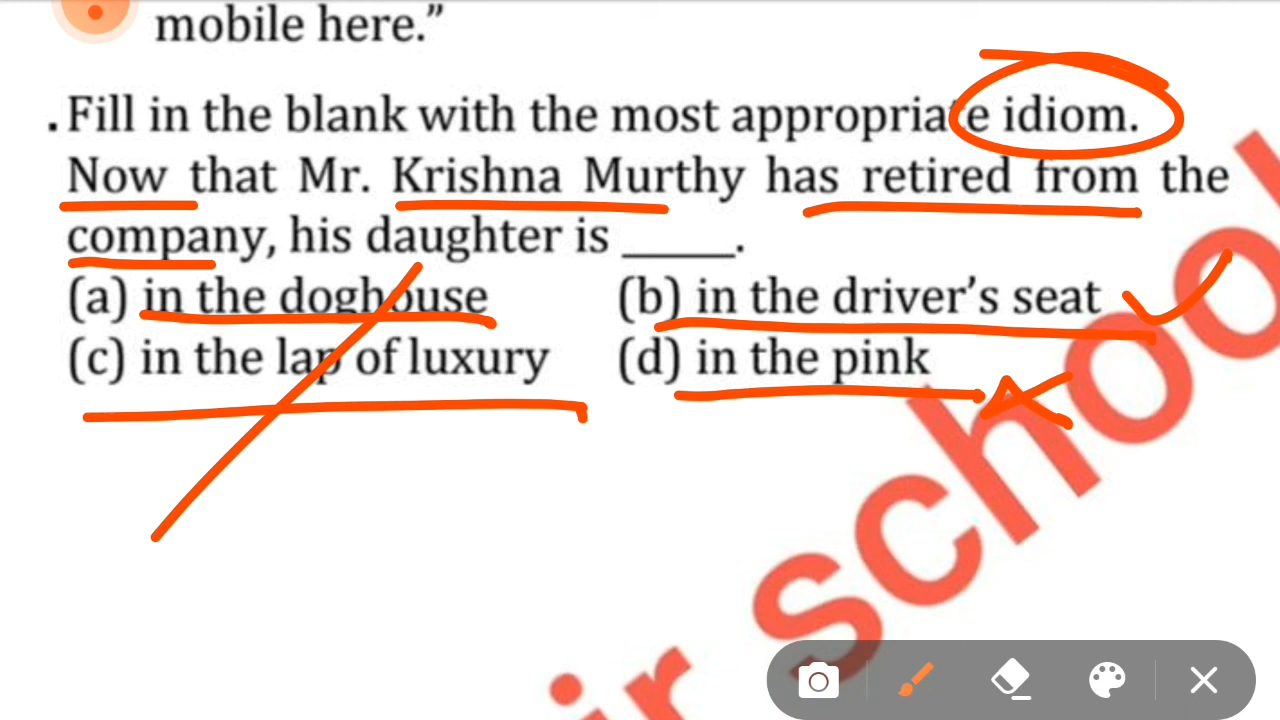 mobile here.”
. Fill in the blank with the most appropriate idiom.
Now that Mr. Krishna Murthy has retired from the
company, his daughter is _____.
(a) in the doghouse (b) in the driver’s seat
(c) in the lap of luxury (d) in the pink
ir school